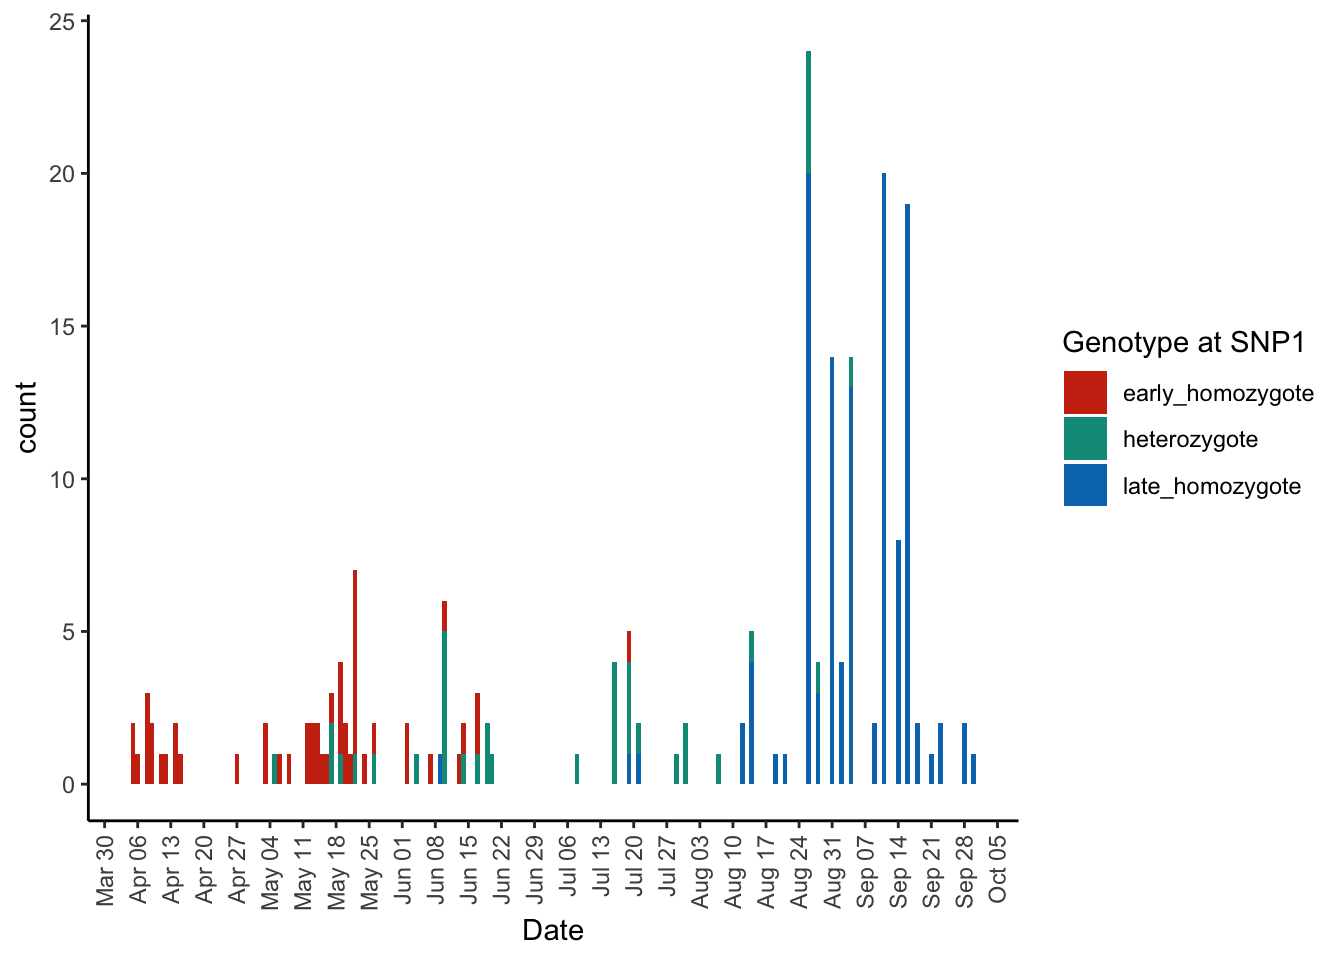 25
20
15
10
5
0
count
Mar 30
Apr 06
Apr 13
Apr 20
Apr 27
May 04
May 11
May 18
May 25
Jun 01
Jun 08
Jun 15
Jun 22
Jun 29
Jul 06
Jul 13
Jul 20
Jul 27
Aug 03
Aug 10
Aug 17
Aug 24
Aug 31
Sep 07
Sep 14
Sep 21
Sep 28
Oct 05
Date
Genotype at SNP1
early_homozygote
heterozygote
late_homozygote